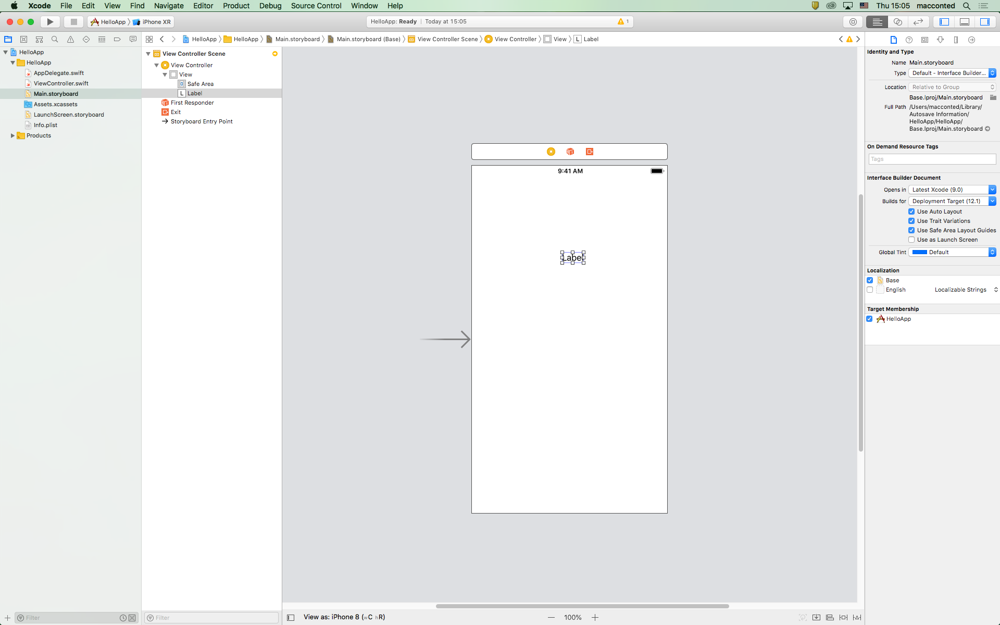 Xcode File Edit View Find Navigate Editor Product Debug Source Control Window Help Thu 15:05 macconted
HelloApp iPhone XR HelloApp: Ready Today at 15:05 1
HelloApp HelloApp Main.storyboard Main.storyboard (Base) View Controller Scene View Controller View L Label
HelloApp
HelloApp
AppDelegate.swift
ViewController.swift
Main.storyboard
Assets.xcassets
LaunchScreen.storyboard
Info.plist
Products
Filter
View Controller Scene
View Controller
View
Safe Area
L Label
First Responder
Exit
Storyboard Entry Point
Filter
9:41 AM
Label
View as: iPhone 8 (wC hR)
100%
Identity and Type
Name Main.storyboard
Type Default - Interface Builder...
Location Relative to Group
Base.lproj/Main.storyboard
Full Path /Users/macconted/Library/
Autosave Information/
HelloApp/HelloApp/
Base.lproj/Main.storyboard
On Demand Resource Tags
Tags
Interface Builder Document
Opens in Latest Xcode (9.0)
Builds for Deployment Target (12.1)
Use Auto Layout
Use Trait Variations
Use Safe Area Layout Guides
Use as Launch Screen
Global Tint Default
Localization
Base
English Localizable Strings
Target Membership
HelloApp